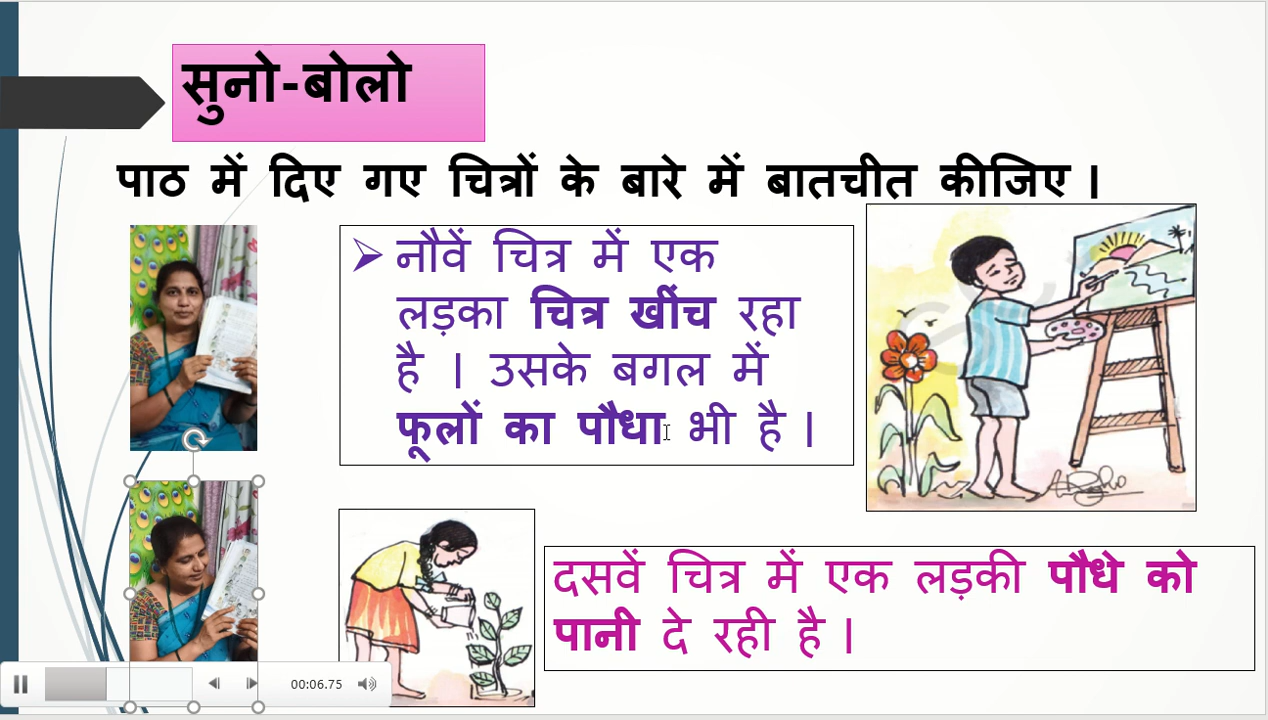 सुनो-बोलो
पाठ में दिए गए चित्रों के बारे में बातचीत कीजिए ।
➢ नौवें चित्र में एक
लड़का चित्र खींच रहा
है । उसके बगल में
फूलों का पौधा भी है ।
दसवें चित्र में एक लड़की पौधे को
पानी दे रही है ।
00:06.75